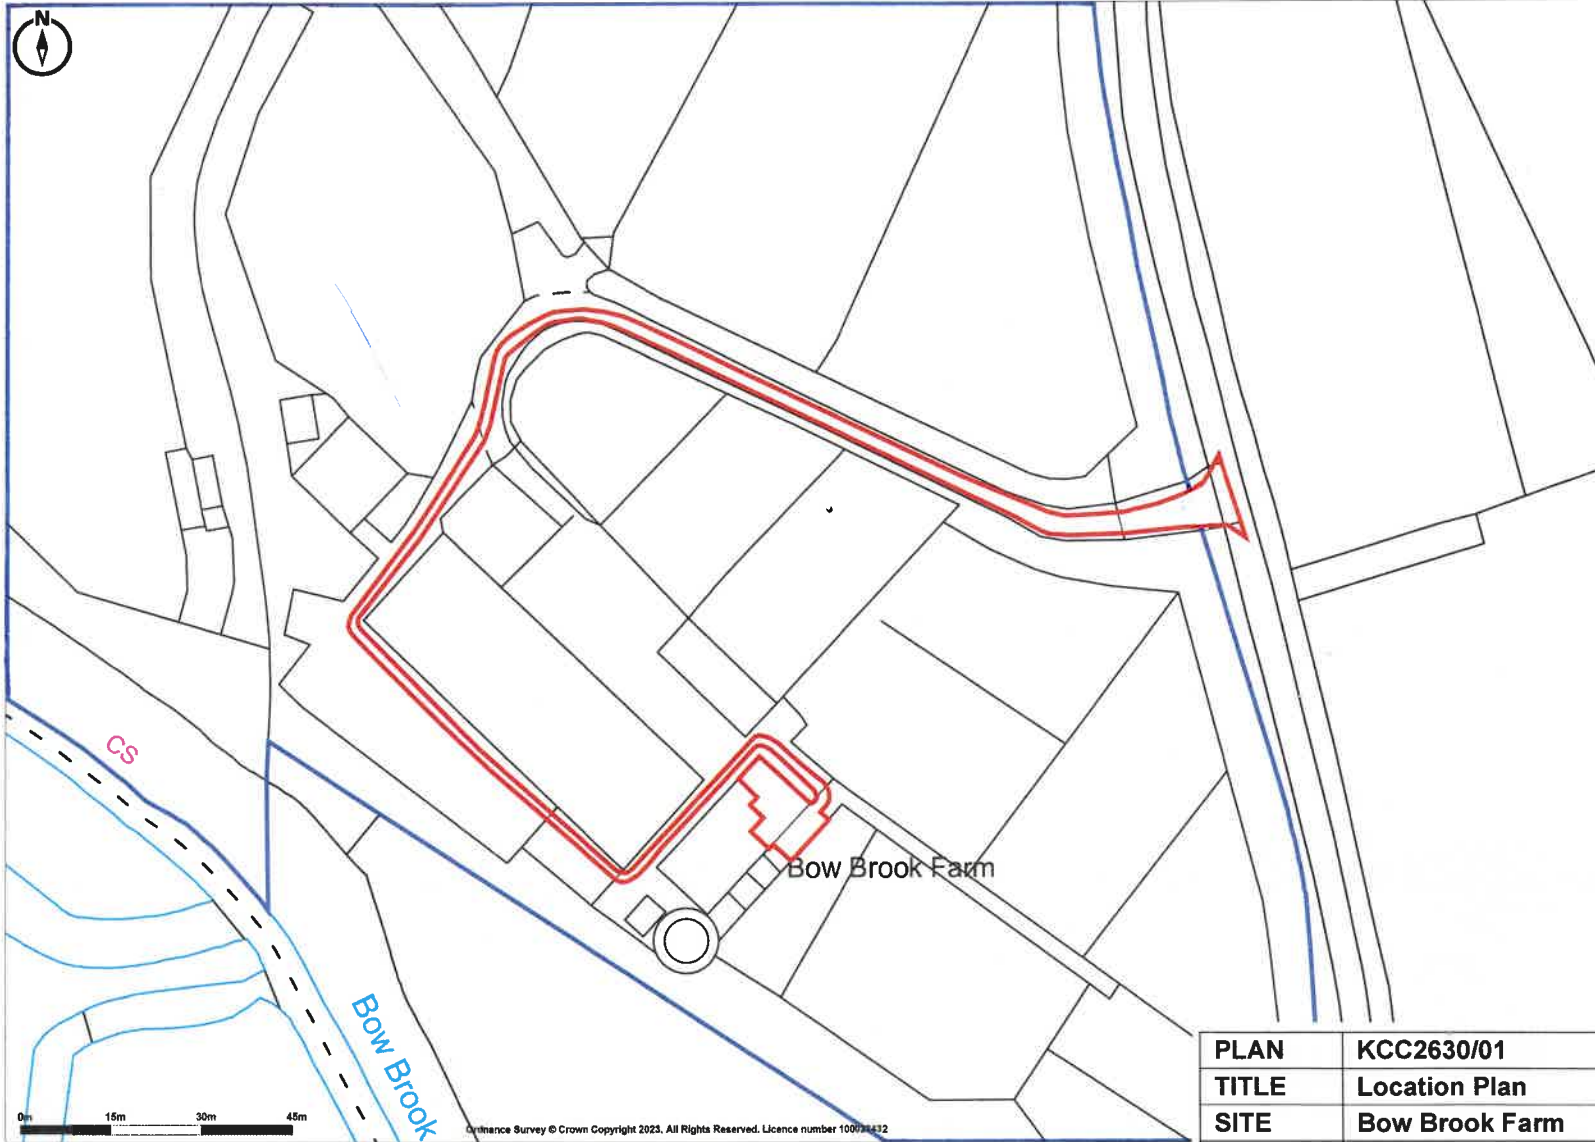 N
CS
Bow Brook Farm
Bow Brook
0m 15m 30m 45m
Ordnance Survey © Crown Copyright 2023. All Rights Reserved. Licence number
PLAN KCC2630/01
TITLE Location Plan
SITE Bow Brook Farm